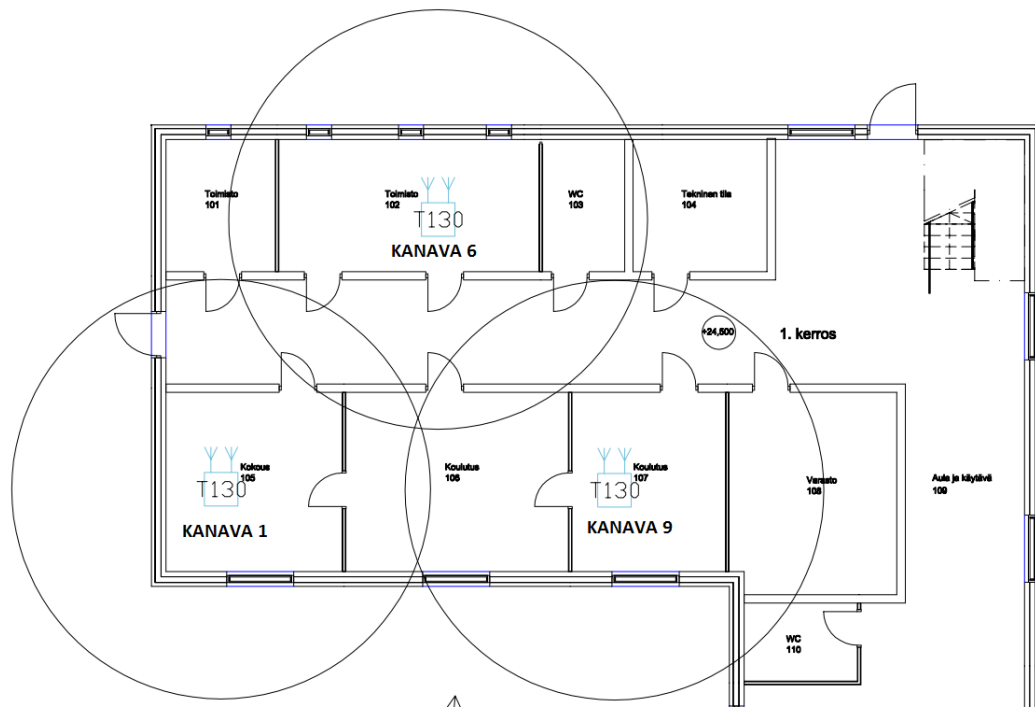 Toimisto
101
Toimisto
102
T130
KANAVA 6
WC
103
Tekninen tila
104
+24,500
1. kerros
Kokous
105
T130
KANAVA 1
Koulutus
106
Koulutus
107
T130
KANAVA 9
Varasto
108
Aula ja käytävä
109
WC
110